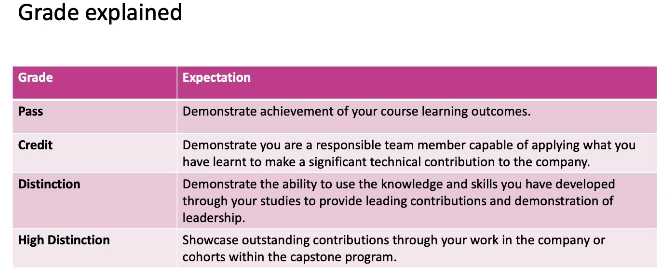 Grade explained
Grade
Expectation
Pass
Demonstrate achievement of your course learning outcomes.
Credit
Demonstrate you are a responsible team member capable of applying what you
have learnt to make a significant technical contribution to the company.
Distinction
Demonstrate the ability to use the knowledge and skills you have developed
through your studies to provide leading contributions and demonstration of
leadership.
High Distinction
Showcase outstanding contributions through your work in the company or
cohorts within the capstone program.